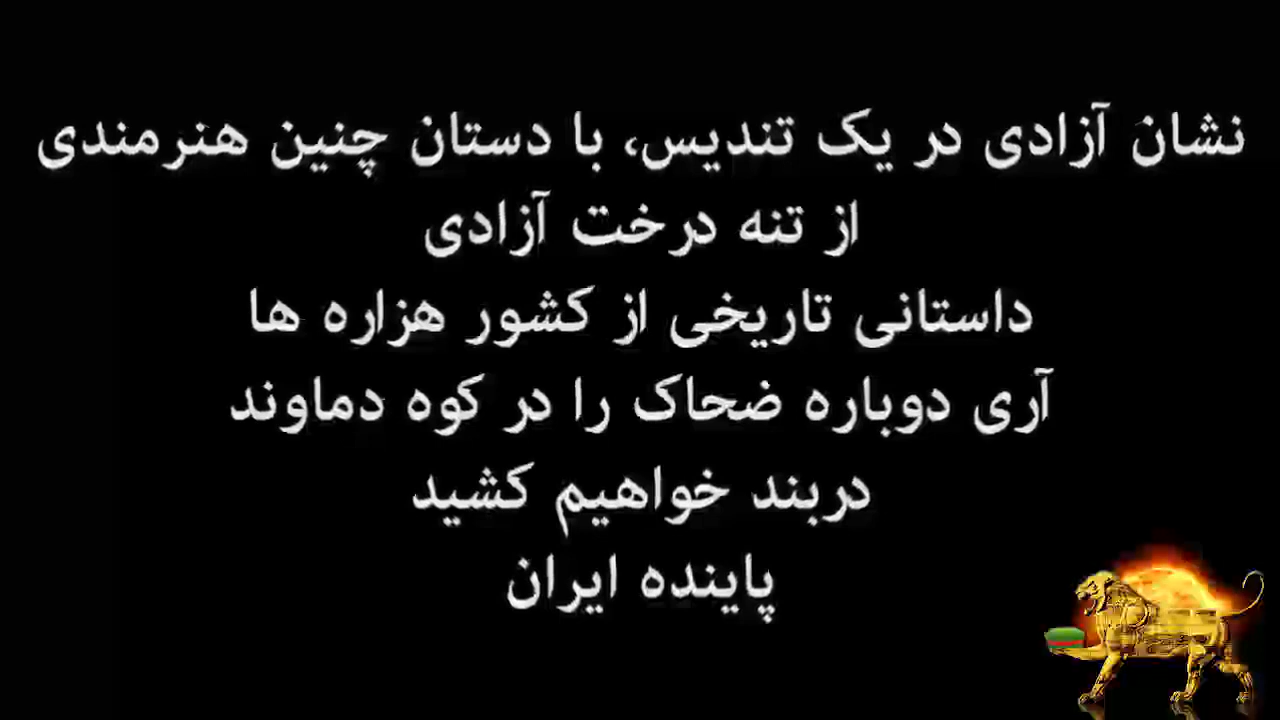 نشان آزادی در یک تندیس، با دستان چنین هنرمندی
از تنه درخت آزادی
داستانی تاریخی از کشور هزاره ها
آری دوباره ضحاک را در کوه دماوند
دربند خواهیم کشید
پاینده ایران